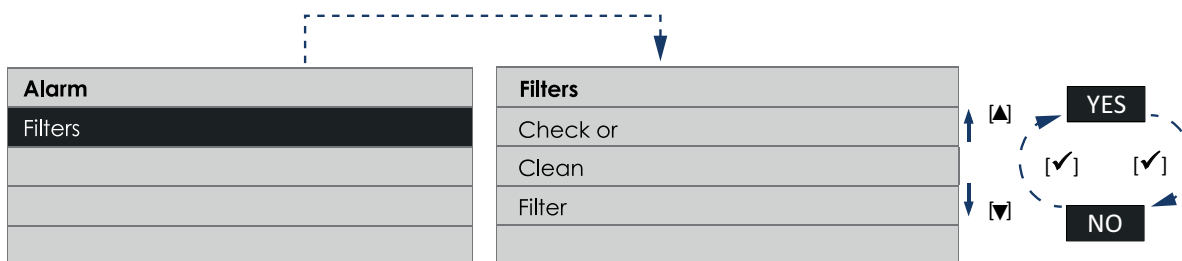 Alarm
Filters
Filters
Check or
Clean
Filter
[▲]
[▼]
YES
[✔]
[✔]
NO